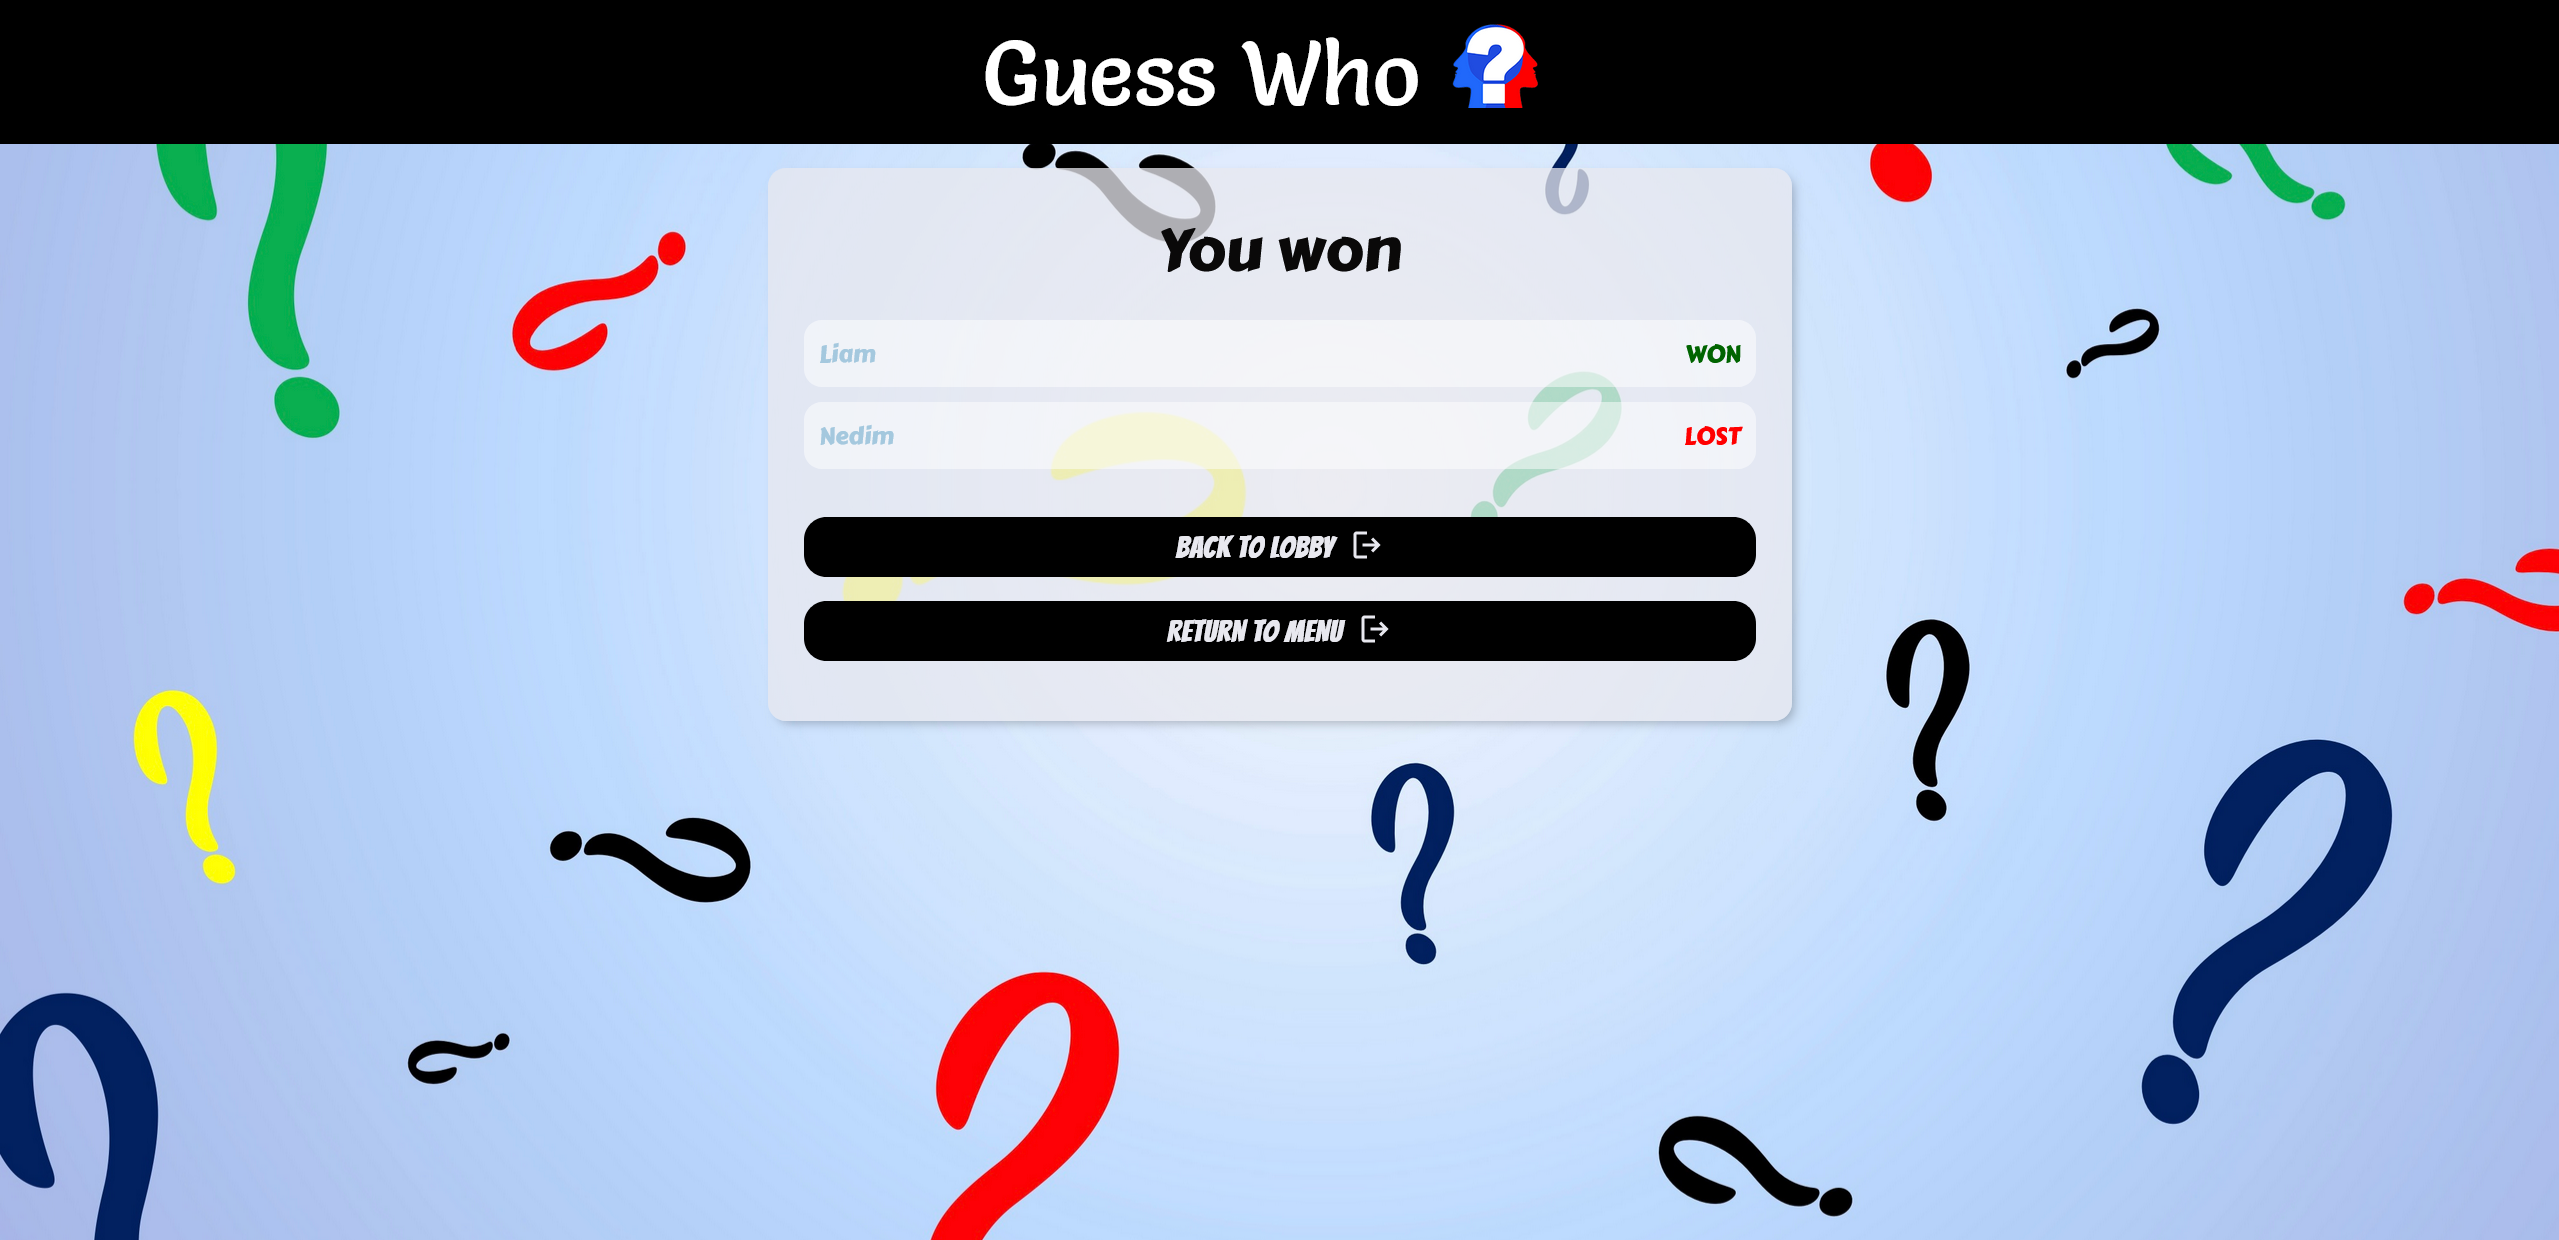 Guess Who ?
You won
Liam WON
Nedim LOST
BACK TO LOBBY
RETURN TO MENU